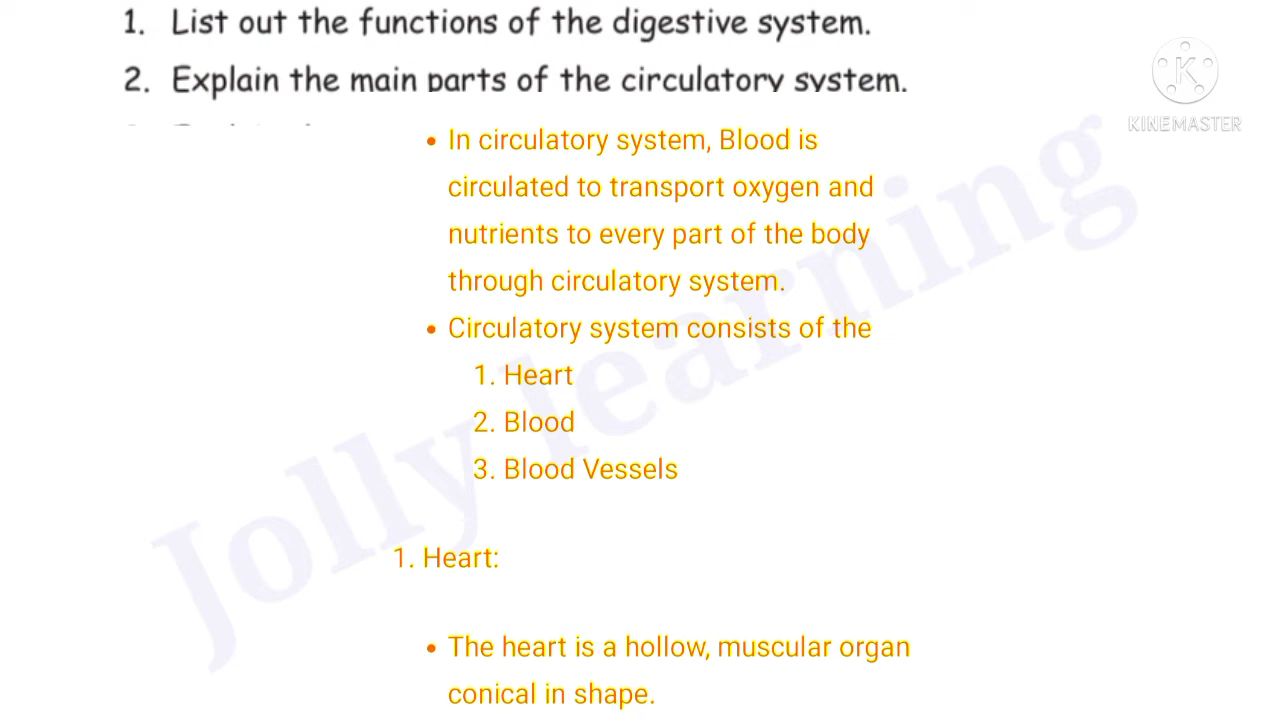 1. List out the functions of the digestive system.
2. Explain the main parts of the circulatory system.
KINEMASTER
• In circulatory system, Blood is
circulated to transport oxygen and
nutrients to every part of the body
through circulatory system.
• Circulatory system consists of the
1. Heart
2. Blood
3. Blood Vessels
Jolly learning
1. Heart:
• The heart is a hollow, muscular organ
conical in shape.